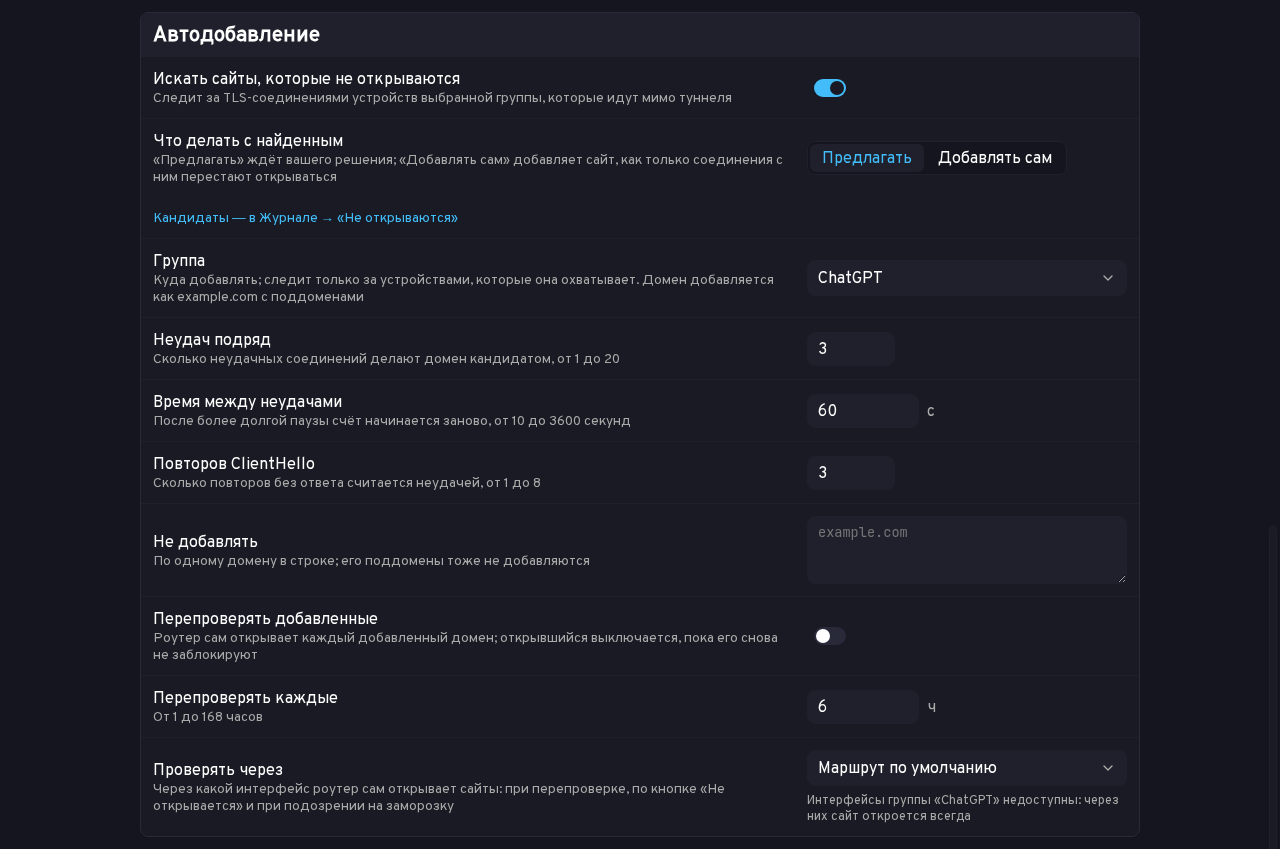 Автодобавление
Искать сайты, которые не открываются
Следит за TLS-соединениями устройств выбранной группы, которые идут мимо туннеля
Что делать с найденным
«Предлагать» ждёт вашего решения; «Добавлять сам» добавляет сайт, как только соединения с
ним перестают открываться
Предлагать
Добавлять сам
Кандидаты — в Журнале → «Не открываются»
Группа
Куда добавлять; следит только за устройствами, которые она охватывает. Домен добавляется
как example.com с поддоменами
ChatGPT
Неудач подряд
Сколько неудачных соединений делают домен кандидатом, от 1 до 20
3
Время между неудачами
После более долгой паузы счёт начинается заново, от 10 до 3600 секунд
60 с
Повторов ClientHello
Сколько повторов без ответа считается неудачей, от 1 до 8
3
Не добавлять
По одному домену в строке; его поддомены тоже не добавляются
example.com
Перепроверять добавленные
Роутер сам открывает каждый добавленный домен; открывшийся выключается, пока его снова
не заблокируют
Перепроверять каждые
От 1 до 168 часов
6 ч
Проверять через
Через какой интерфейс роутер сам открывает сайты: при перепроверке, по кнопке «Не
открывается» и при подозрении на заморозку
Маршрут по умолчанию
Интерфейсы группы «ChatGPT» недоступны: через
них сайт откроется всегда